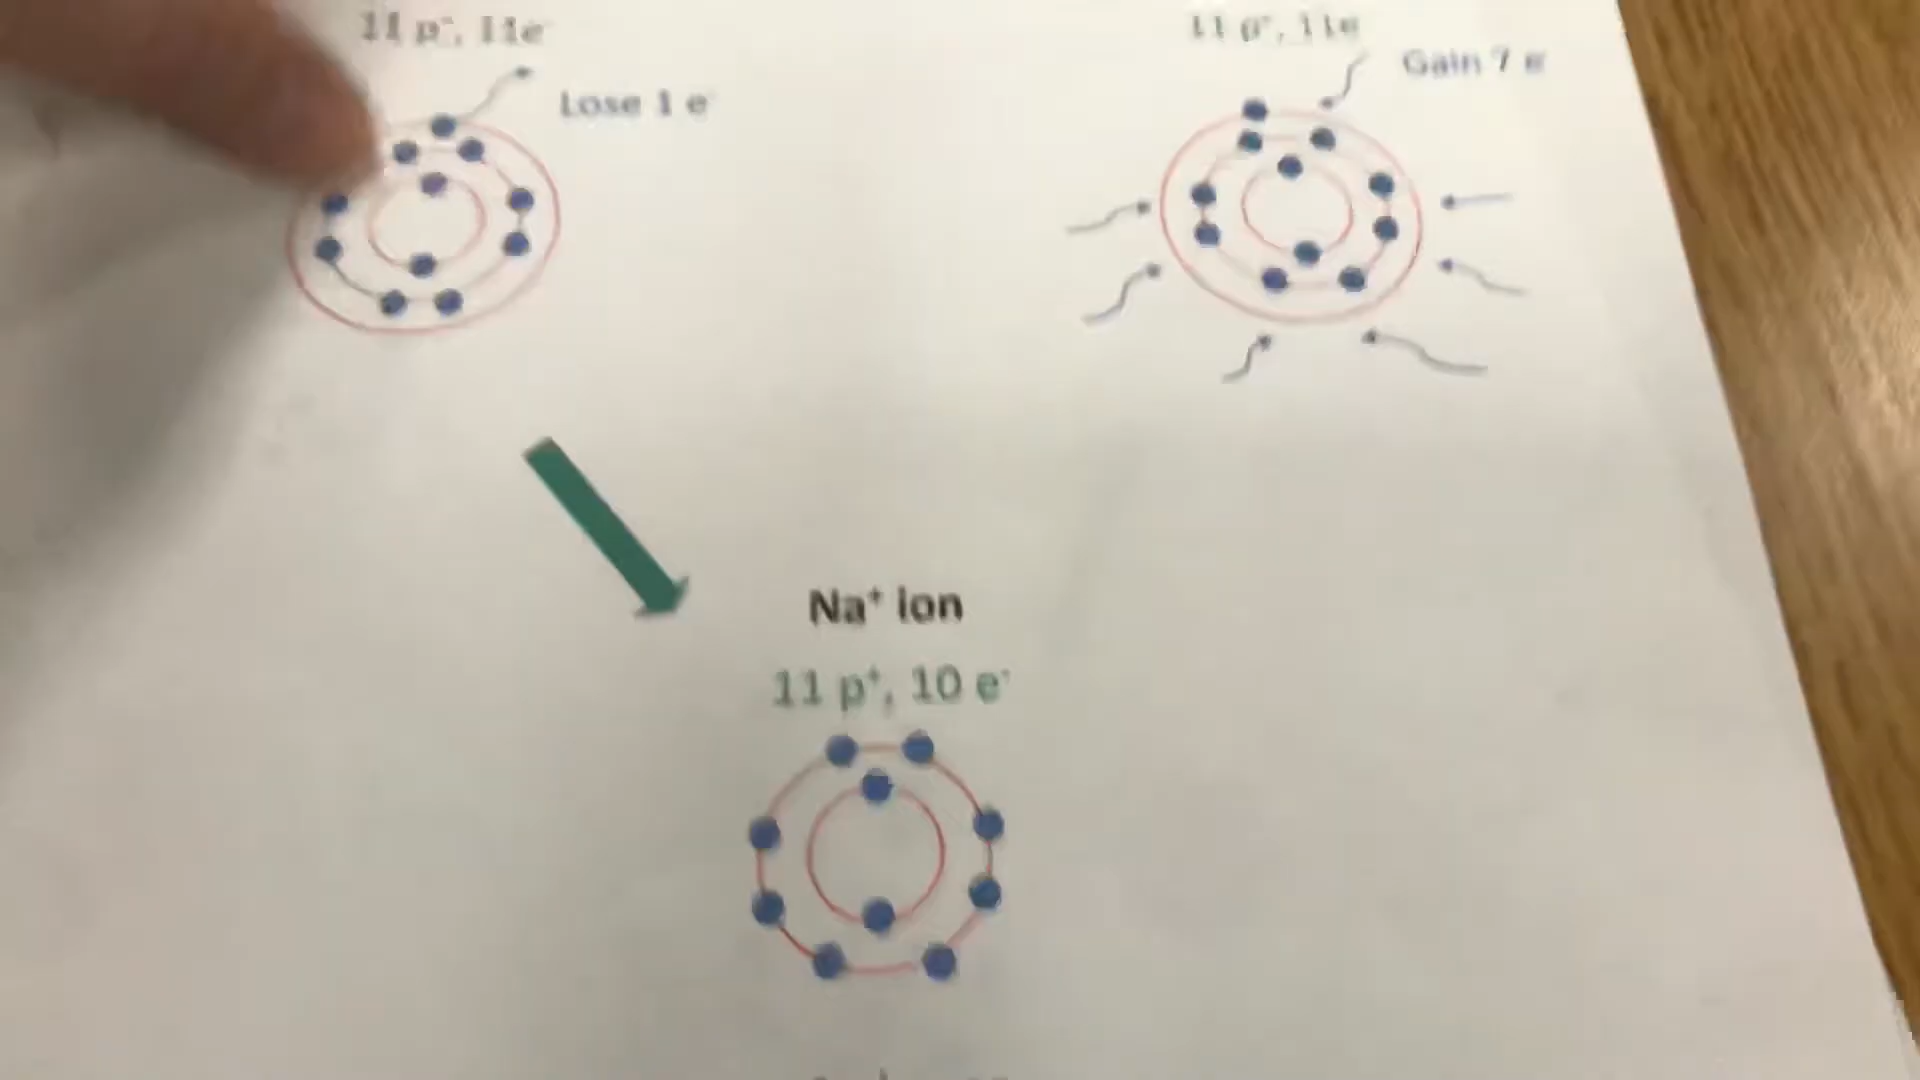 11 p⁺, 11e⁻
Lose 1 e⁻
11 p⁺, 11e
Gain 7 e⁻
Na⁺ ion
11 p⁺, 10 e⁻